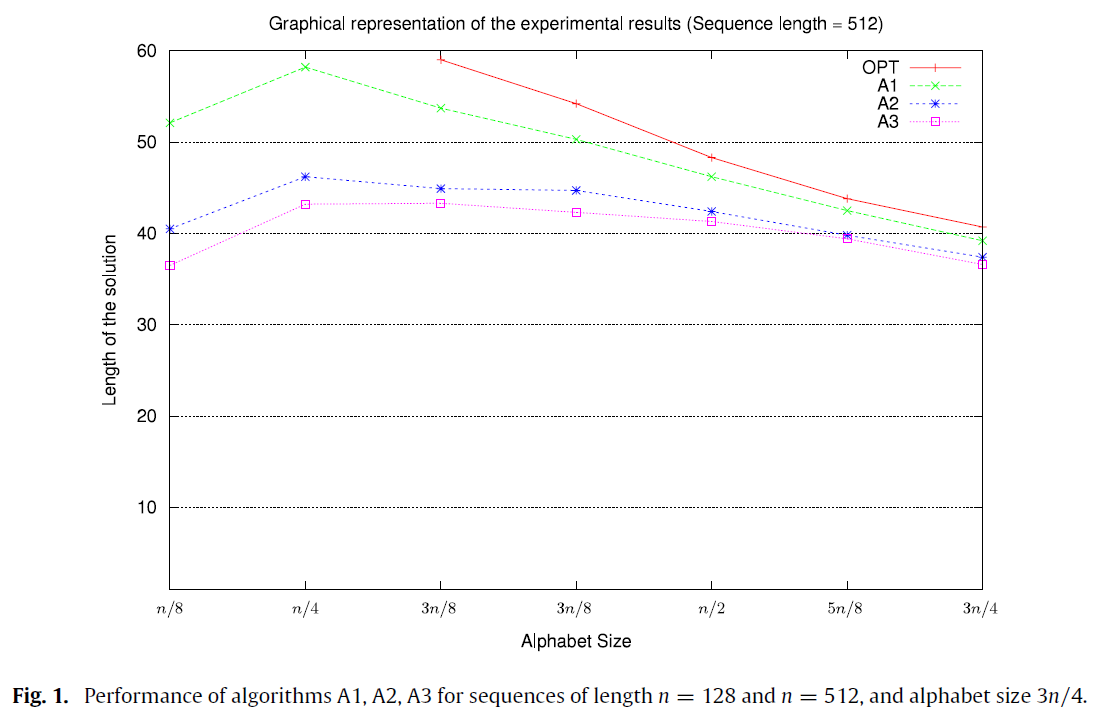 Graphical representation of the experimental results (Sequence length = 512)
60
50
40
30
20
10
Length of the solution
OPT
A1
A2
A3
n/8 n/4 3n/8 3n/8 n/2 5n/8 3n/4
Alphabet Size
Fig. 1. Performance of algorithms A1, A2, A3 for sequences of length n = 128 and n = 512, and alphabet size 3n/4.